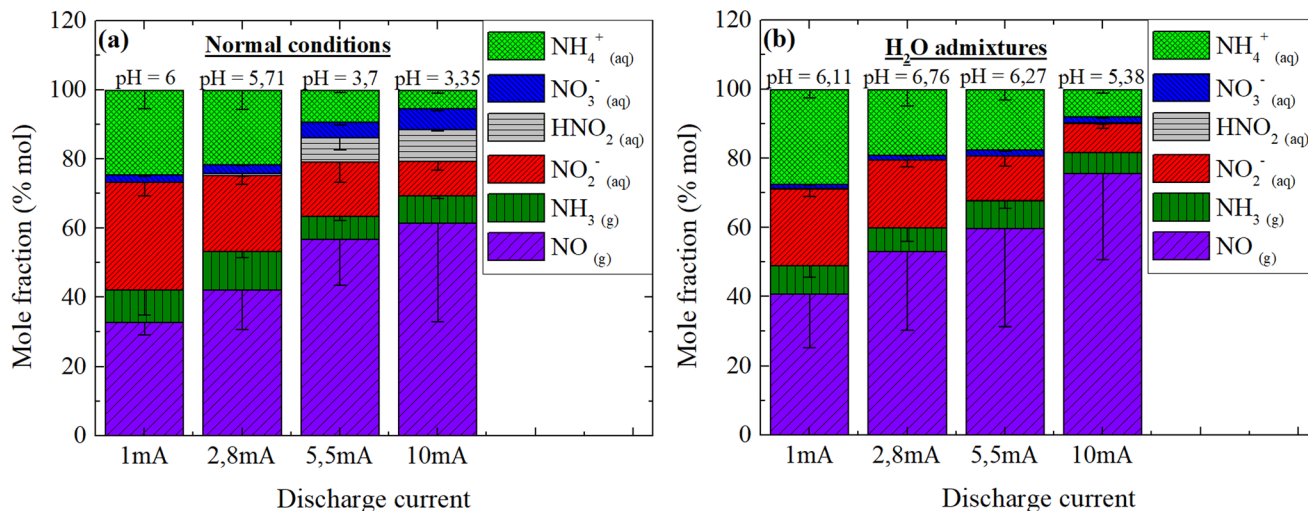 (a)
Normal conditions
pH = 6
pH = 5,71
pH = 3,7
pH = 3,35
NH₄⁺ (aq)
NO₃⁻ (aq)
HNO₂ (aq)
NO₂⁻ (aq)
NH₃ (g)
NO (g)
Mole fraction (% mol)
120
100
80
60
40
20
0
1mA
2,8mA
5,5mA
10mA
Discharge current
(b)
H₂O admixtures
pH = 6,11
pH = 6,76
pH = 6,27
pH = 5,38
NH₄⁺ (aq)
NO₃⁻ (aq)
HNO₂ (aq)
NO₂⁻ (aq)
NH₃ (g)
NO (g)
Mole fraction (% mol)
120
100
80
60
40
20
0
1mA
2,8mA
5,5mA
10mA
Discharge current